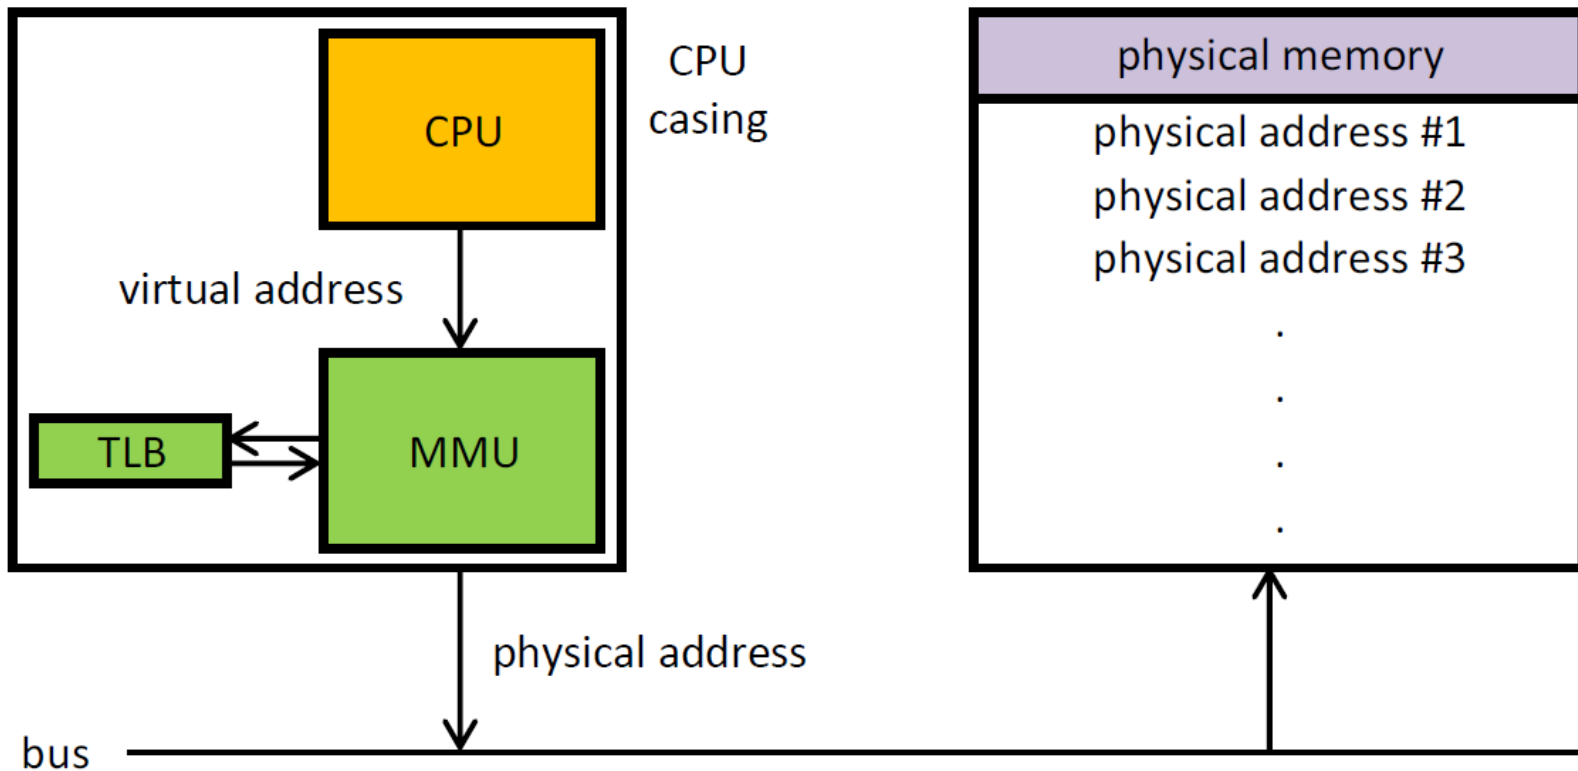 CPU
CPU
casing
virtual address
TLB
MMU
physical address
bus
physical memory
physical address #1
physical address #2
physical address #3
.
.
.
.